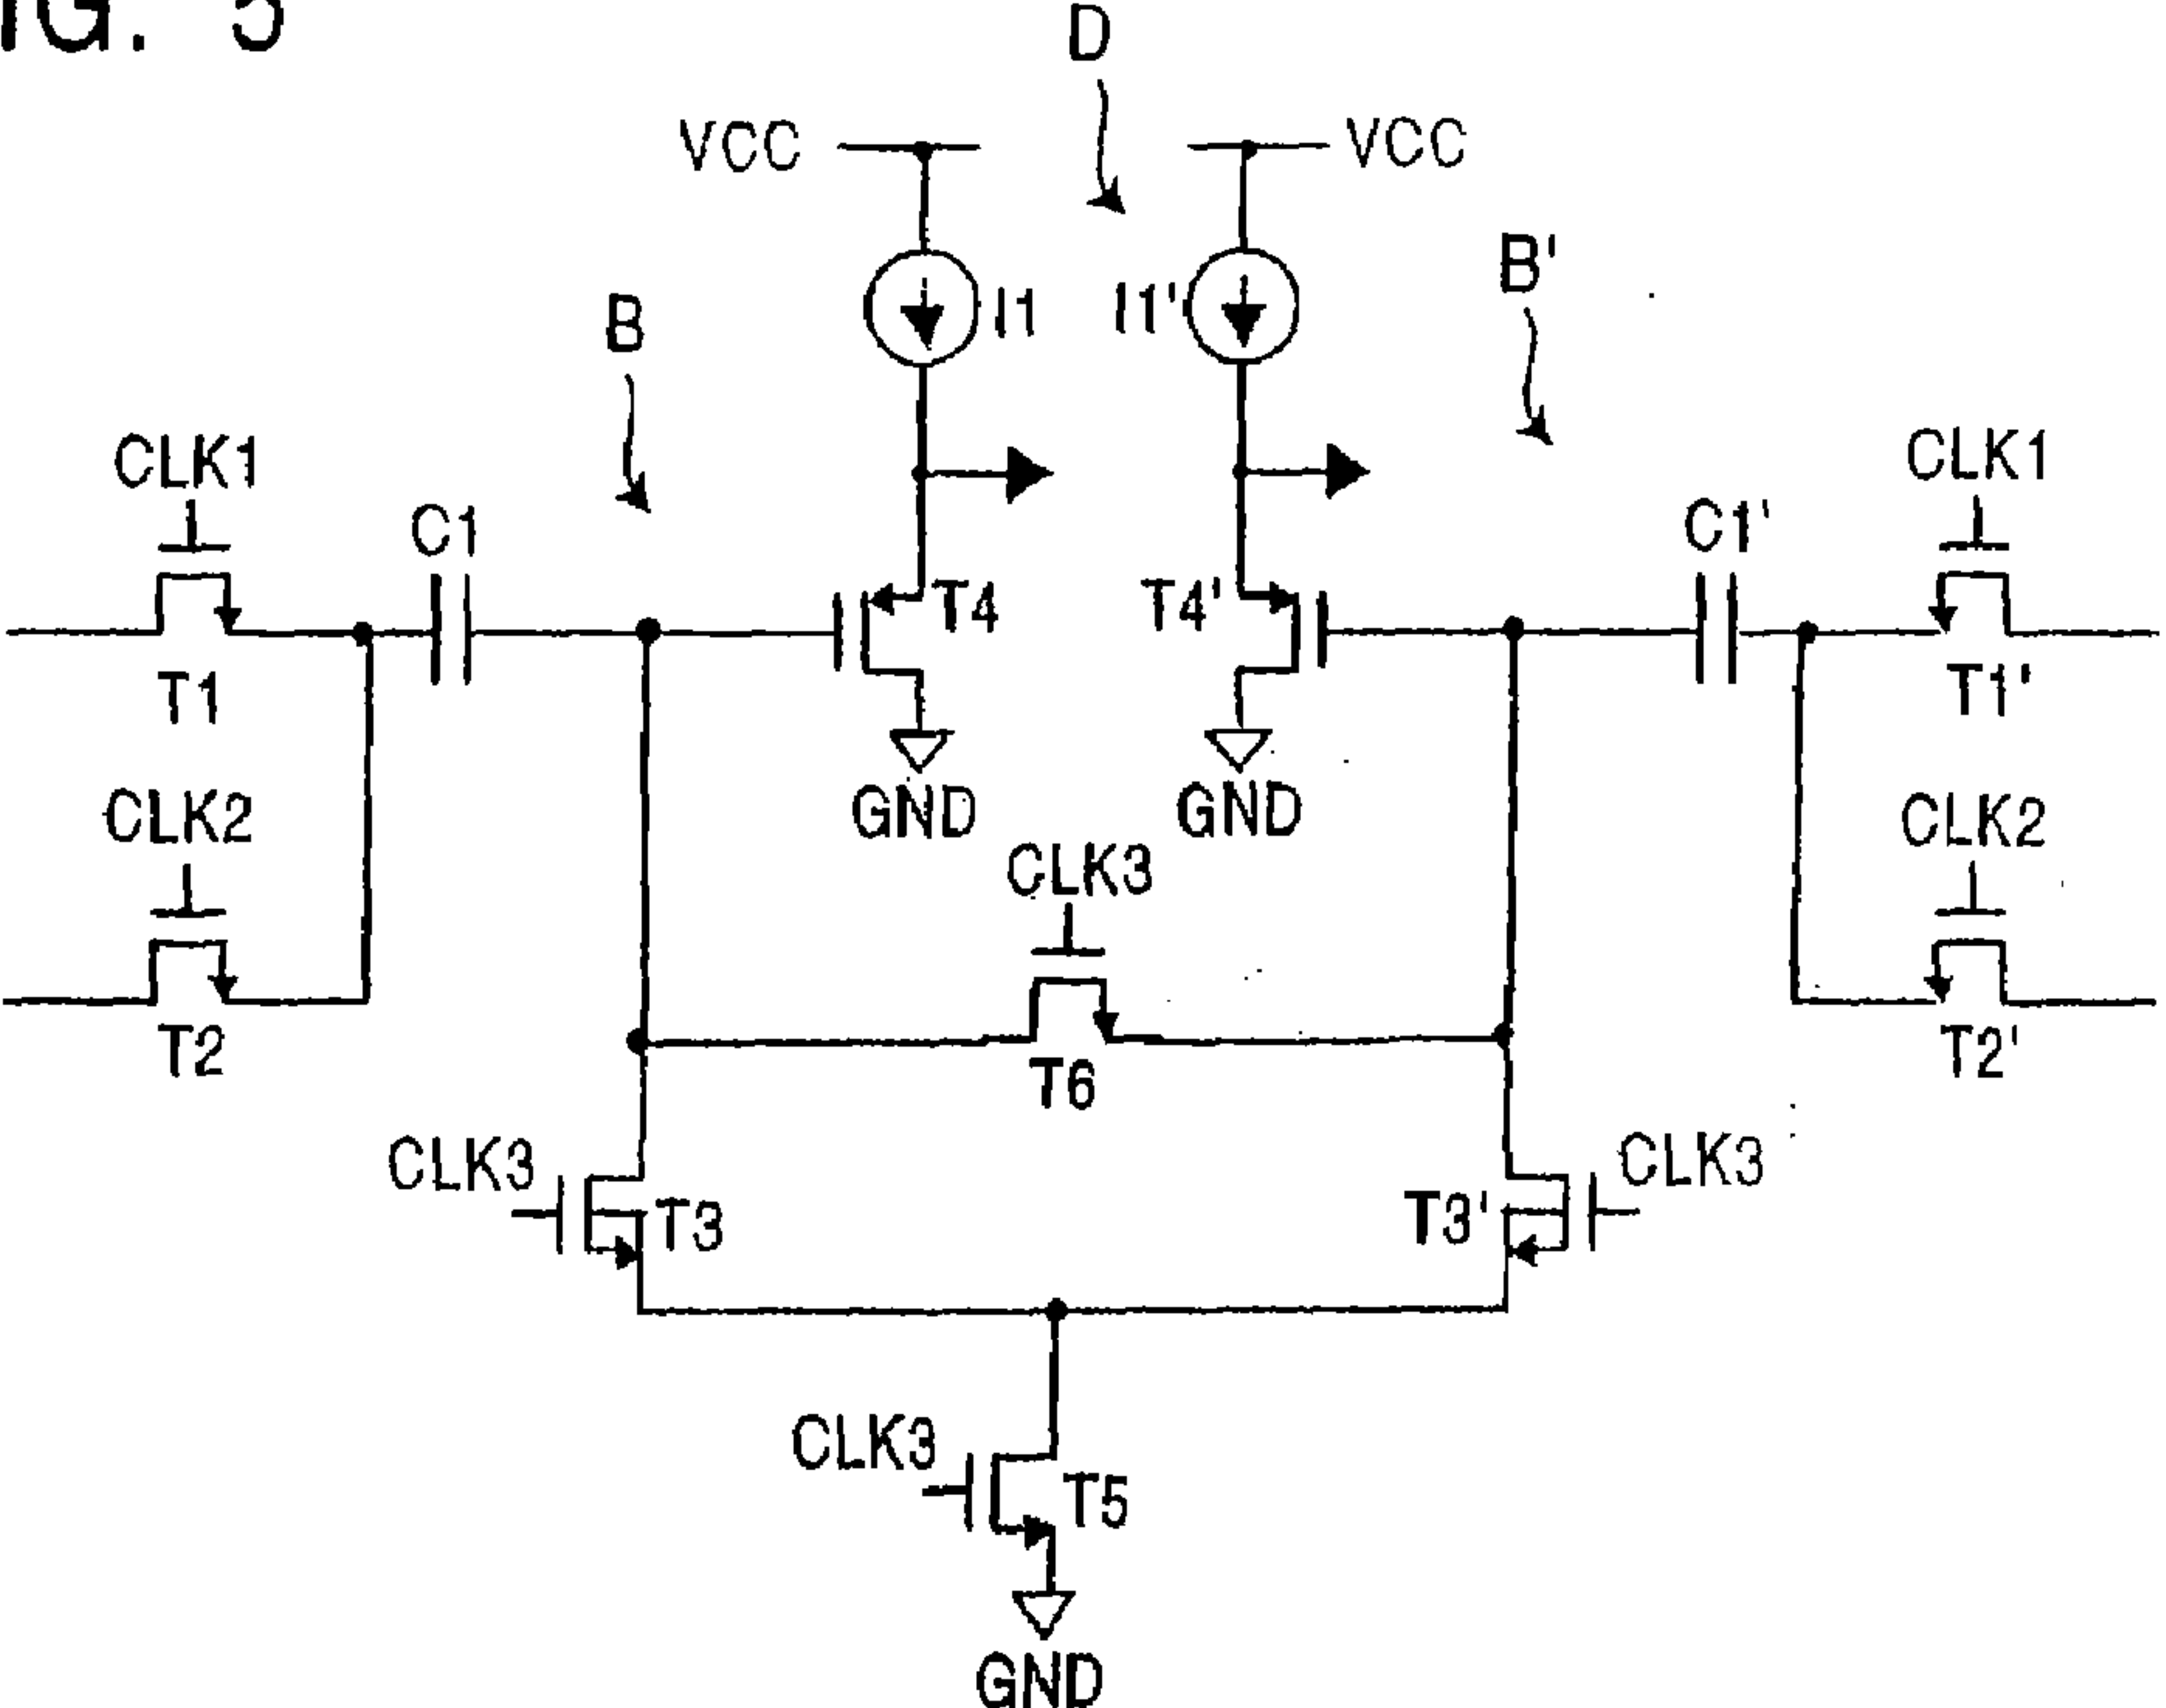 IG. 5
D
VCC
VCC
B'
I1
I1'
B
CLK1
CLK1
C1
C1'
T4
T4'
T1
T1'
CLK2
GND
GND
CLK2
CLK3
T2
T6
T2'
CLK3
CLK3
T3
T3'
CLK3
T5
GND